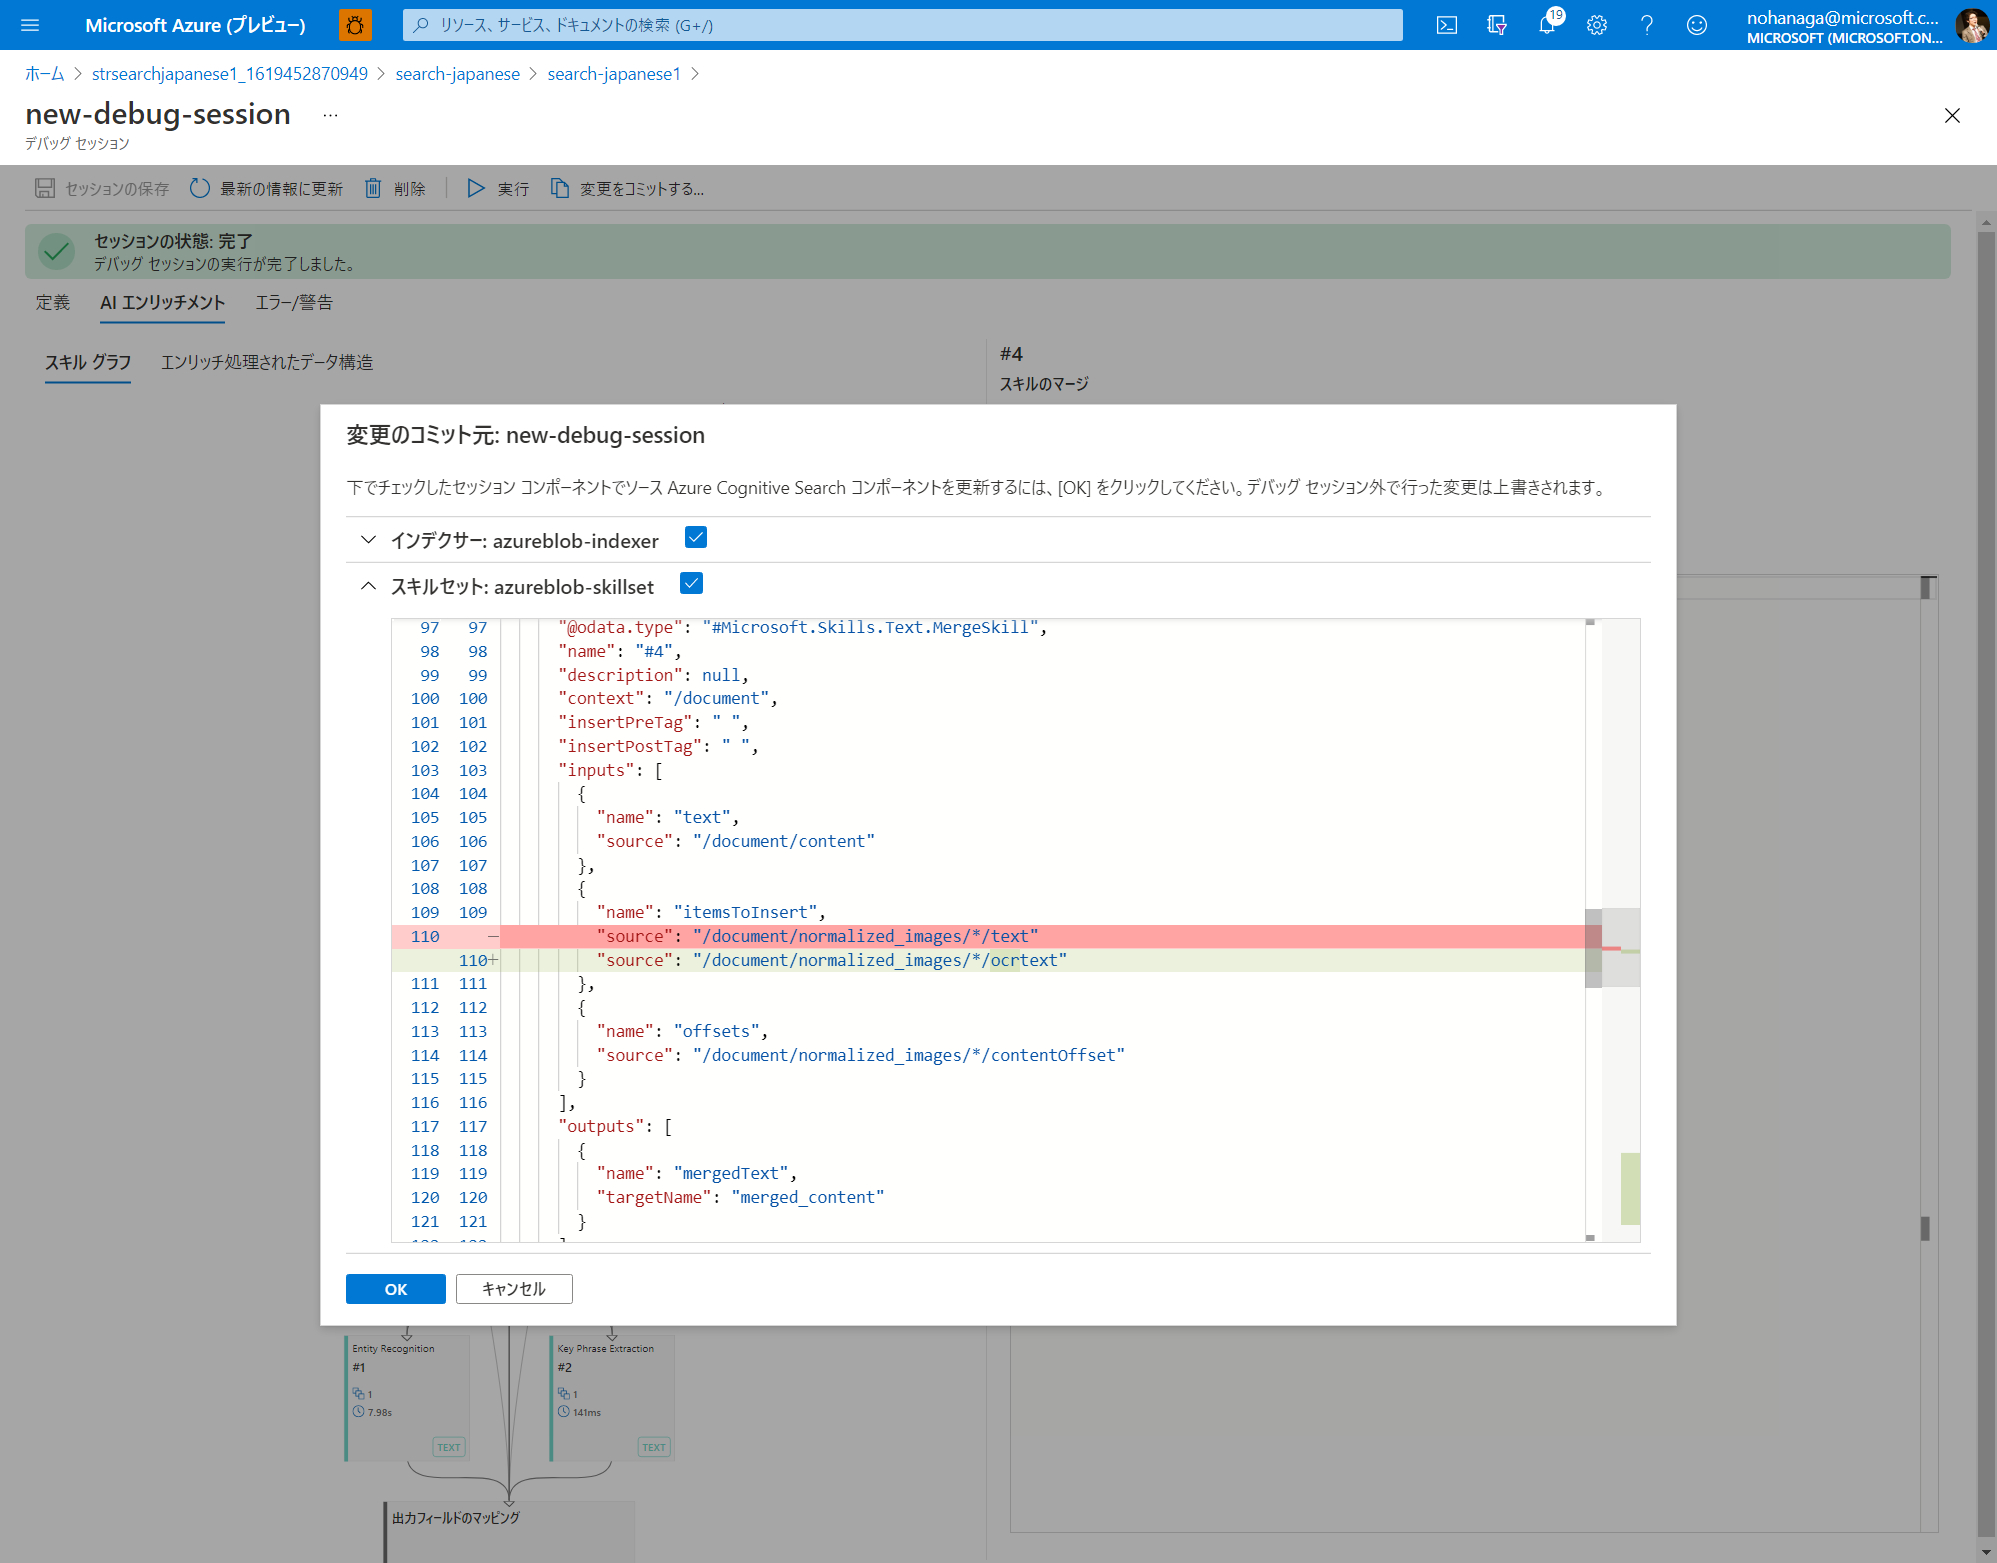 Microsoft Azure (プレビュー)
リソース、サービス、ドキュメントの検索 (G+/)
19
nohanaga@microsoft.c...
MICROSOFT (MICROSOFT.ON...
ホーム > strsearchjapanese1_1619452870949 > search-japanese > search-japanese1 >
new-debug-session ...
デバッグ セッション
セッションの保存 最新の情報に更新 削除 実行 変更をコミットする...
セッションの状態: 完了
デバッグ セッションの実行が完了しました。
定義 AI エンリッチメント エラー/警告
スキル グラフ エンリッチ処理されたデータ構造
#4
スキルのマージ
変更のコミット元: new-debug-session
下でチェックしたセッション コンポーネントでソース Azure Cognitive Search コンポーネントを更新するには、[OK] をクリックしてください。デバッグ セッション外で行った変更は上書きされます。
インデクサー: azureblob-indexer
スキルセット: azureblob-skillset
97 97 "@odata.type": "#Microsoft.Skills.Text.MergeSkill",
98 98 "name": "#4",
99 99 "description": null,
100 100 "context": "/document",
101 101 "insertPreTag": " ",
102 102 "insertPostTag": " ",
103 103 "inputs": [
104 104 {
105 105 "name": "text",
106 106 "source": "/document/content"
107 107 },
108 108 {
109 109 "name": "itemsToInsert",
110 - "source": "/document/normalized_images/*/text"
110+ "source": "/document/normalized_images/*/ocrtext"
111 111 },
112 112 {
113 113 "name": "offsets",
114 114 "source": "/document/normalized_images/*/contentOffset"
115 115 }
116 116 ],
117 117 "outputs": [
118 118 {
119 119 "name": "mergedText",
120 120 "targetName": "merged_content"
121 121 }
OK キャンセル
Entity Recognition
#1
1
7.98s
TEXT
Key Phrase Extraction
#2
1
141ms
TEXT
出力フィールドのマッピング